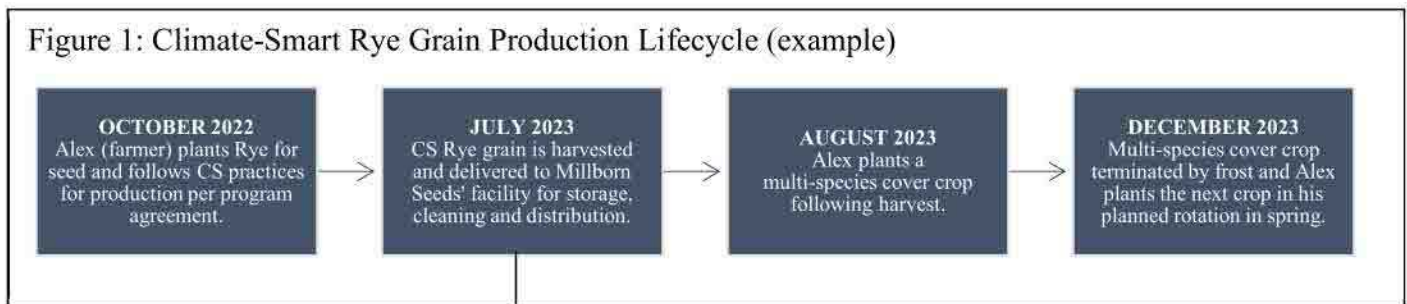 Figure 1: Climate-Smart Rye Grain Production Lifecycle (example)
OCTOBER 2022
Alex (farmer) plants Rye for
seed and follows CS practices
for production per program
agreement.
JULY 2023
CS Rye grain is harvested
and delivered to Millborn
Seeds' facility for storage,
cleaning and distribution.
AUGUST 2023
Alex plants a
multi-species cover crop
following harvest.
DECEMBER 2023
Multi-species cover crop
terminated by frost and Alex
plants the next crop in his
planned rotation in spring.